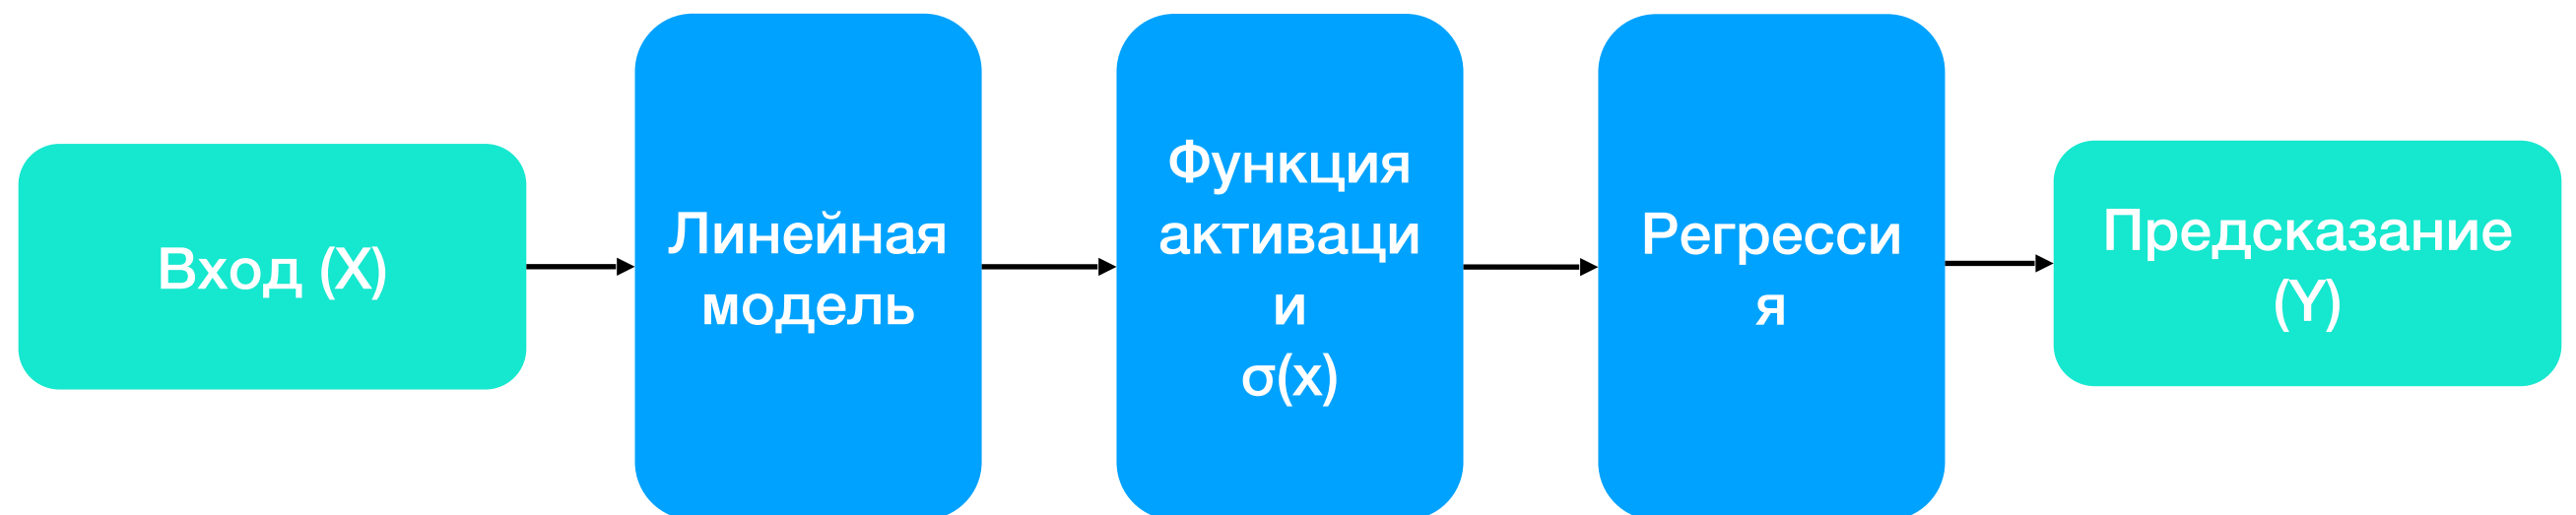 Вход (X)
Линейная
модель
Функция
активаци
и
σ(x)
Регресси
я
Предсказание
(Y)